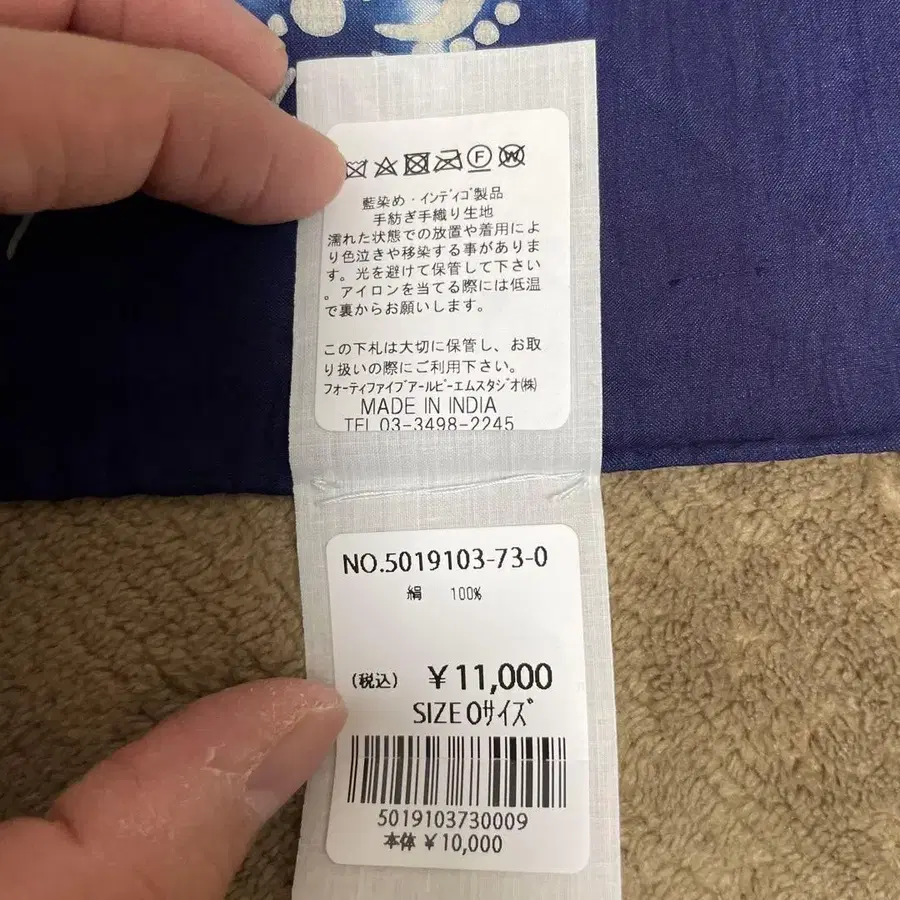 F W
藍染め・インディゴ製品
手紡ぎ手織り生地
濡れた状態での放置や着用によ
り色泣きや移染する事がありま
す。光を避けて保管して下さい
。アイロンを当てる際には低温
で裏からお願いします。
この下札は大切に保管し、お取
り扱いの際にご利用下さい。
フォーティファイブアールピーエムスタジオ㈱
MADE IN INDIA
TEL 03-3498-2245
NO.5019103-73-0
絹 100%
(税込) ¥11,000
SIZE 0サイズ
5019103730009
本体 ¥10,000